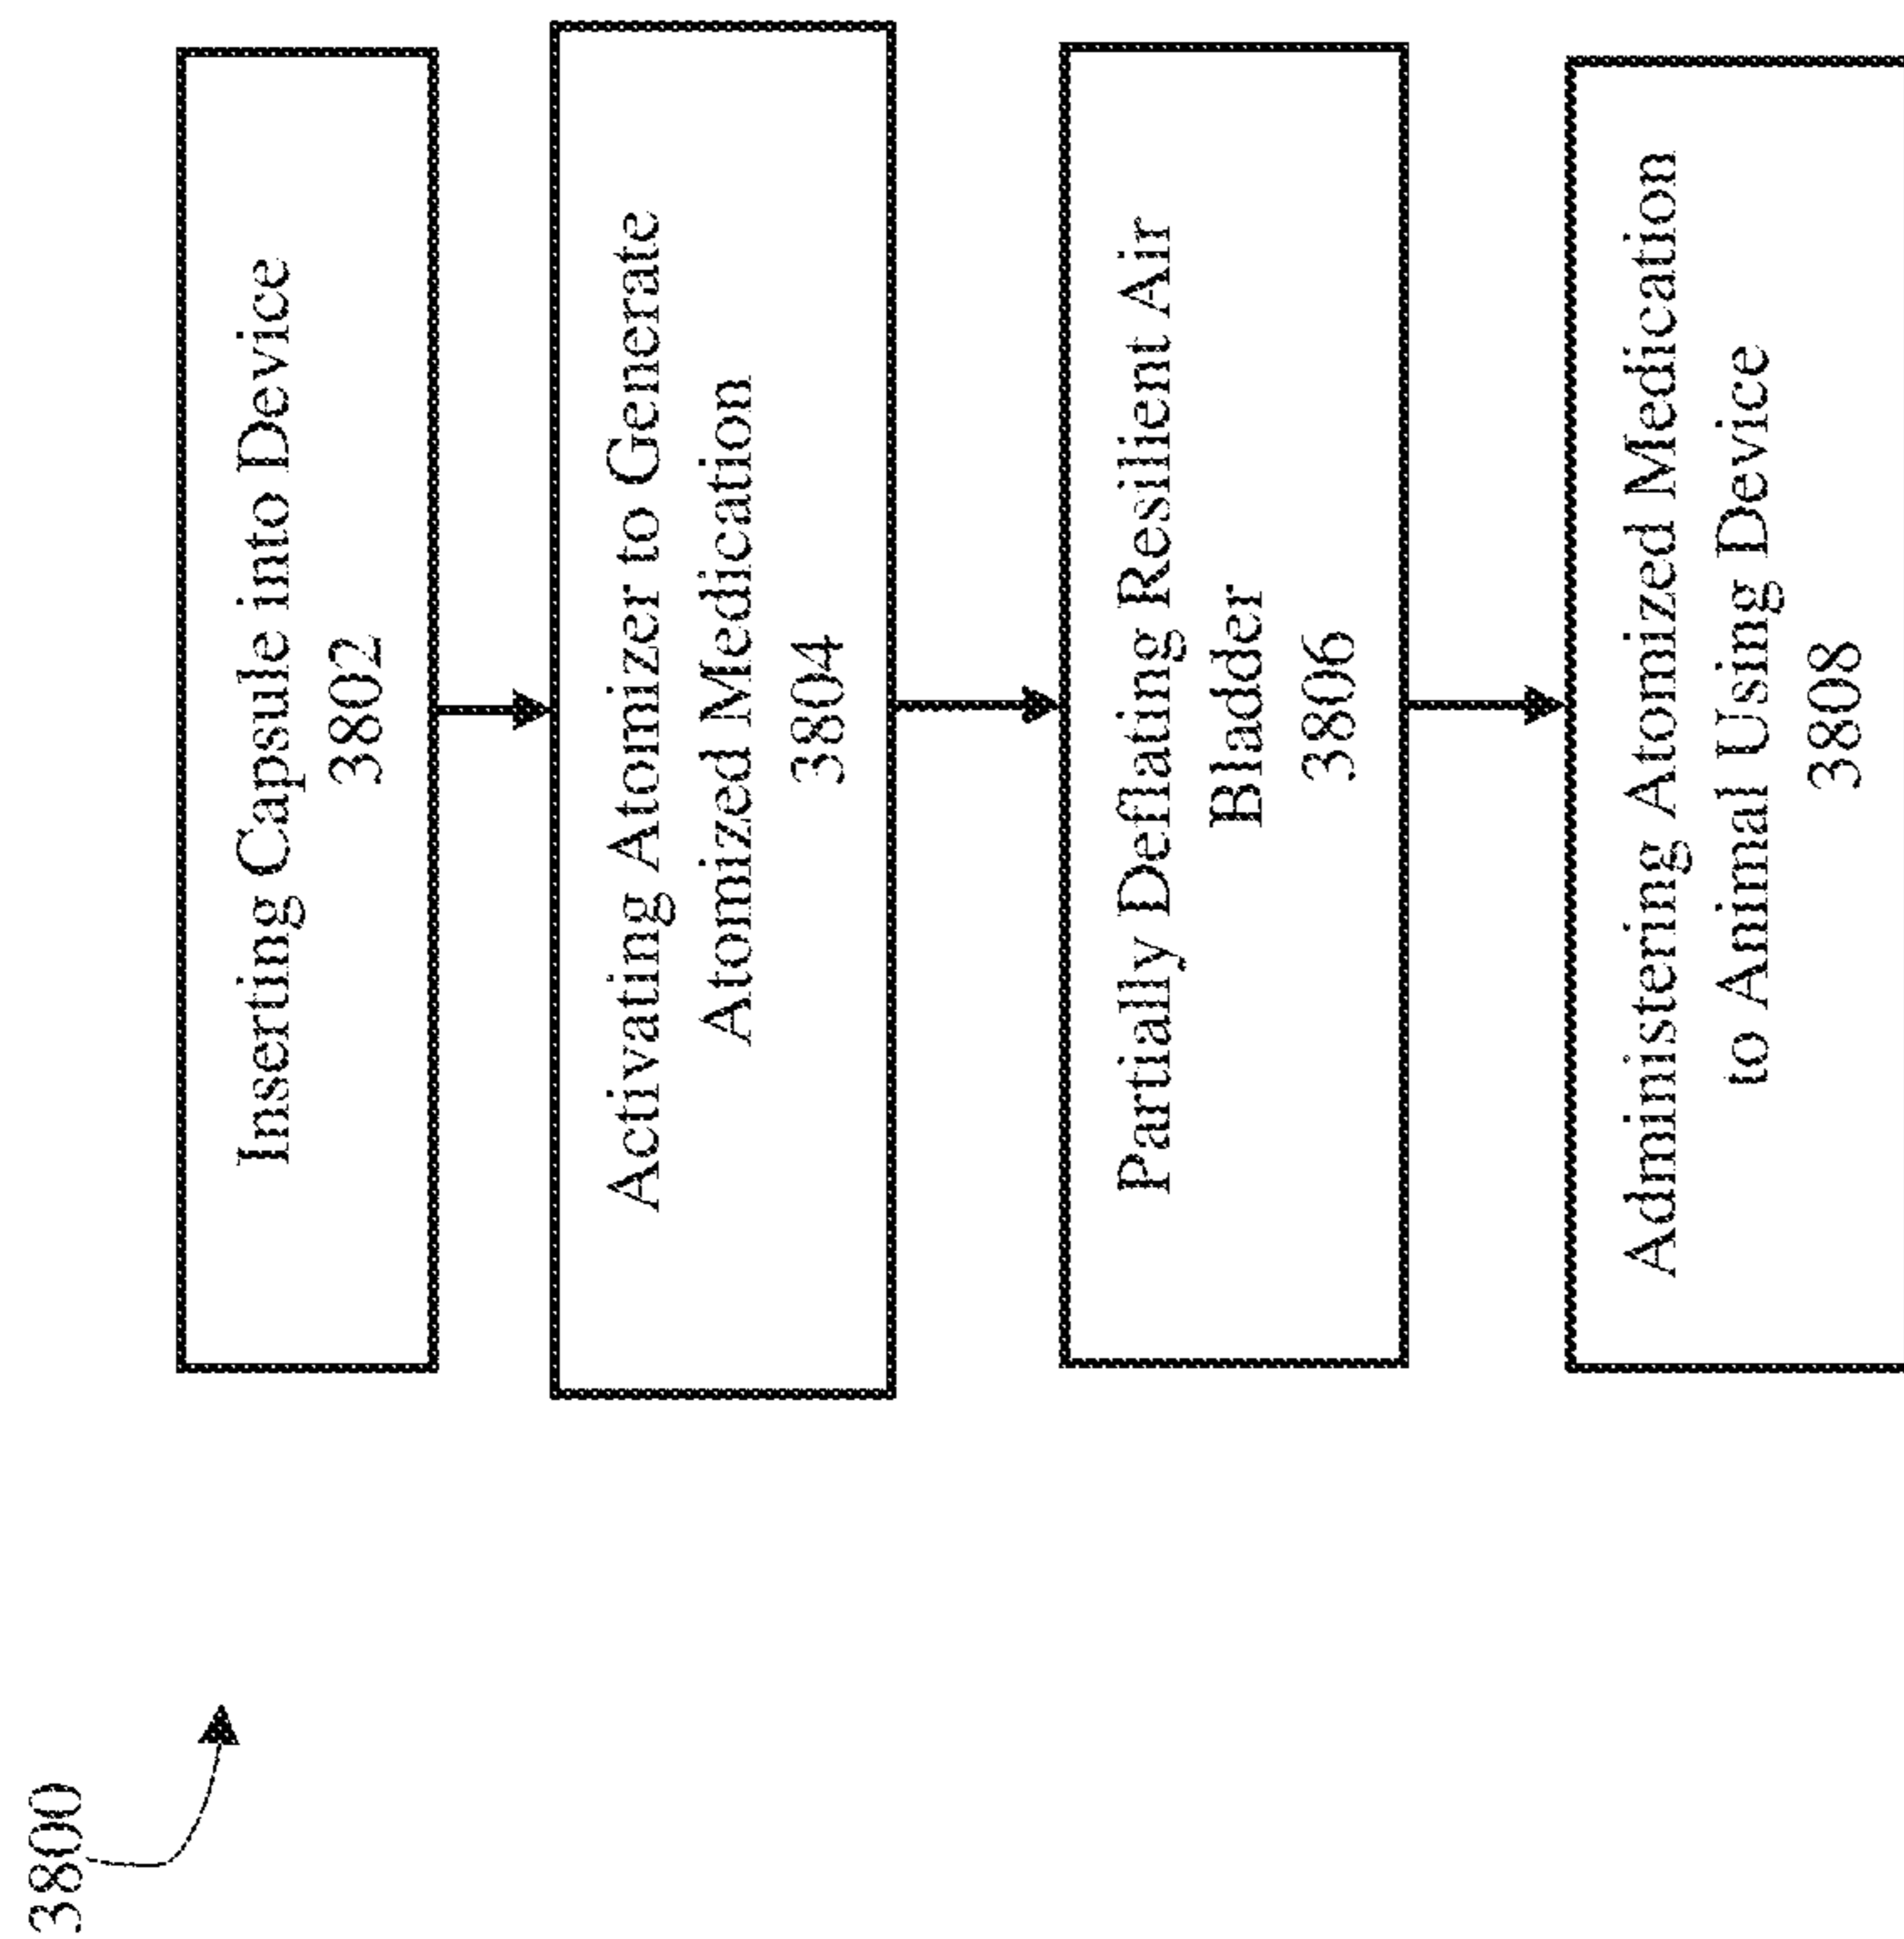 3800
Inserting Capsule into Device
3802
Activating Atomizer to Generate
Atomized Medication
3804
Partially Deflating Resilient Air
Bladder
3806
Administering Atomized Medication
to Animal Using Device
3808